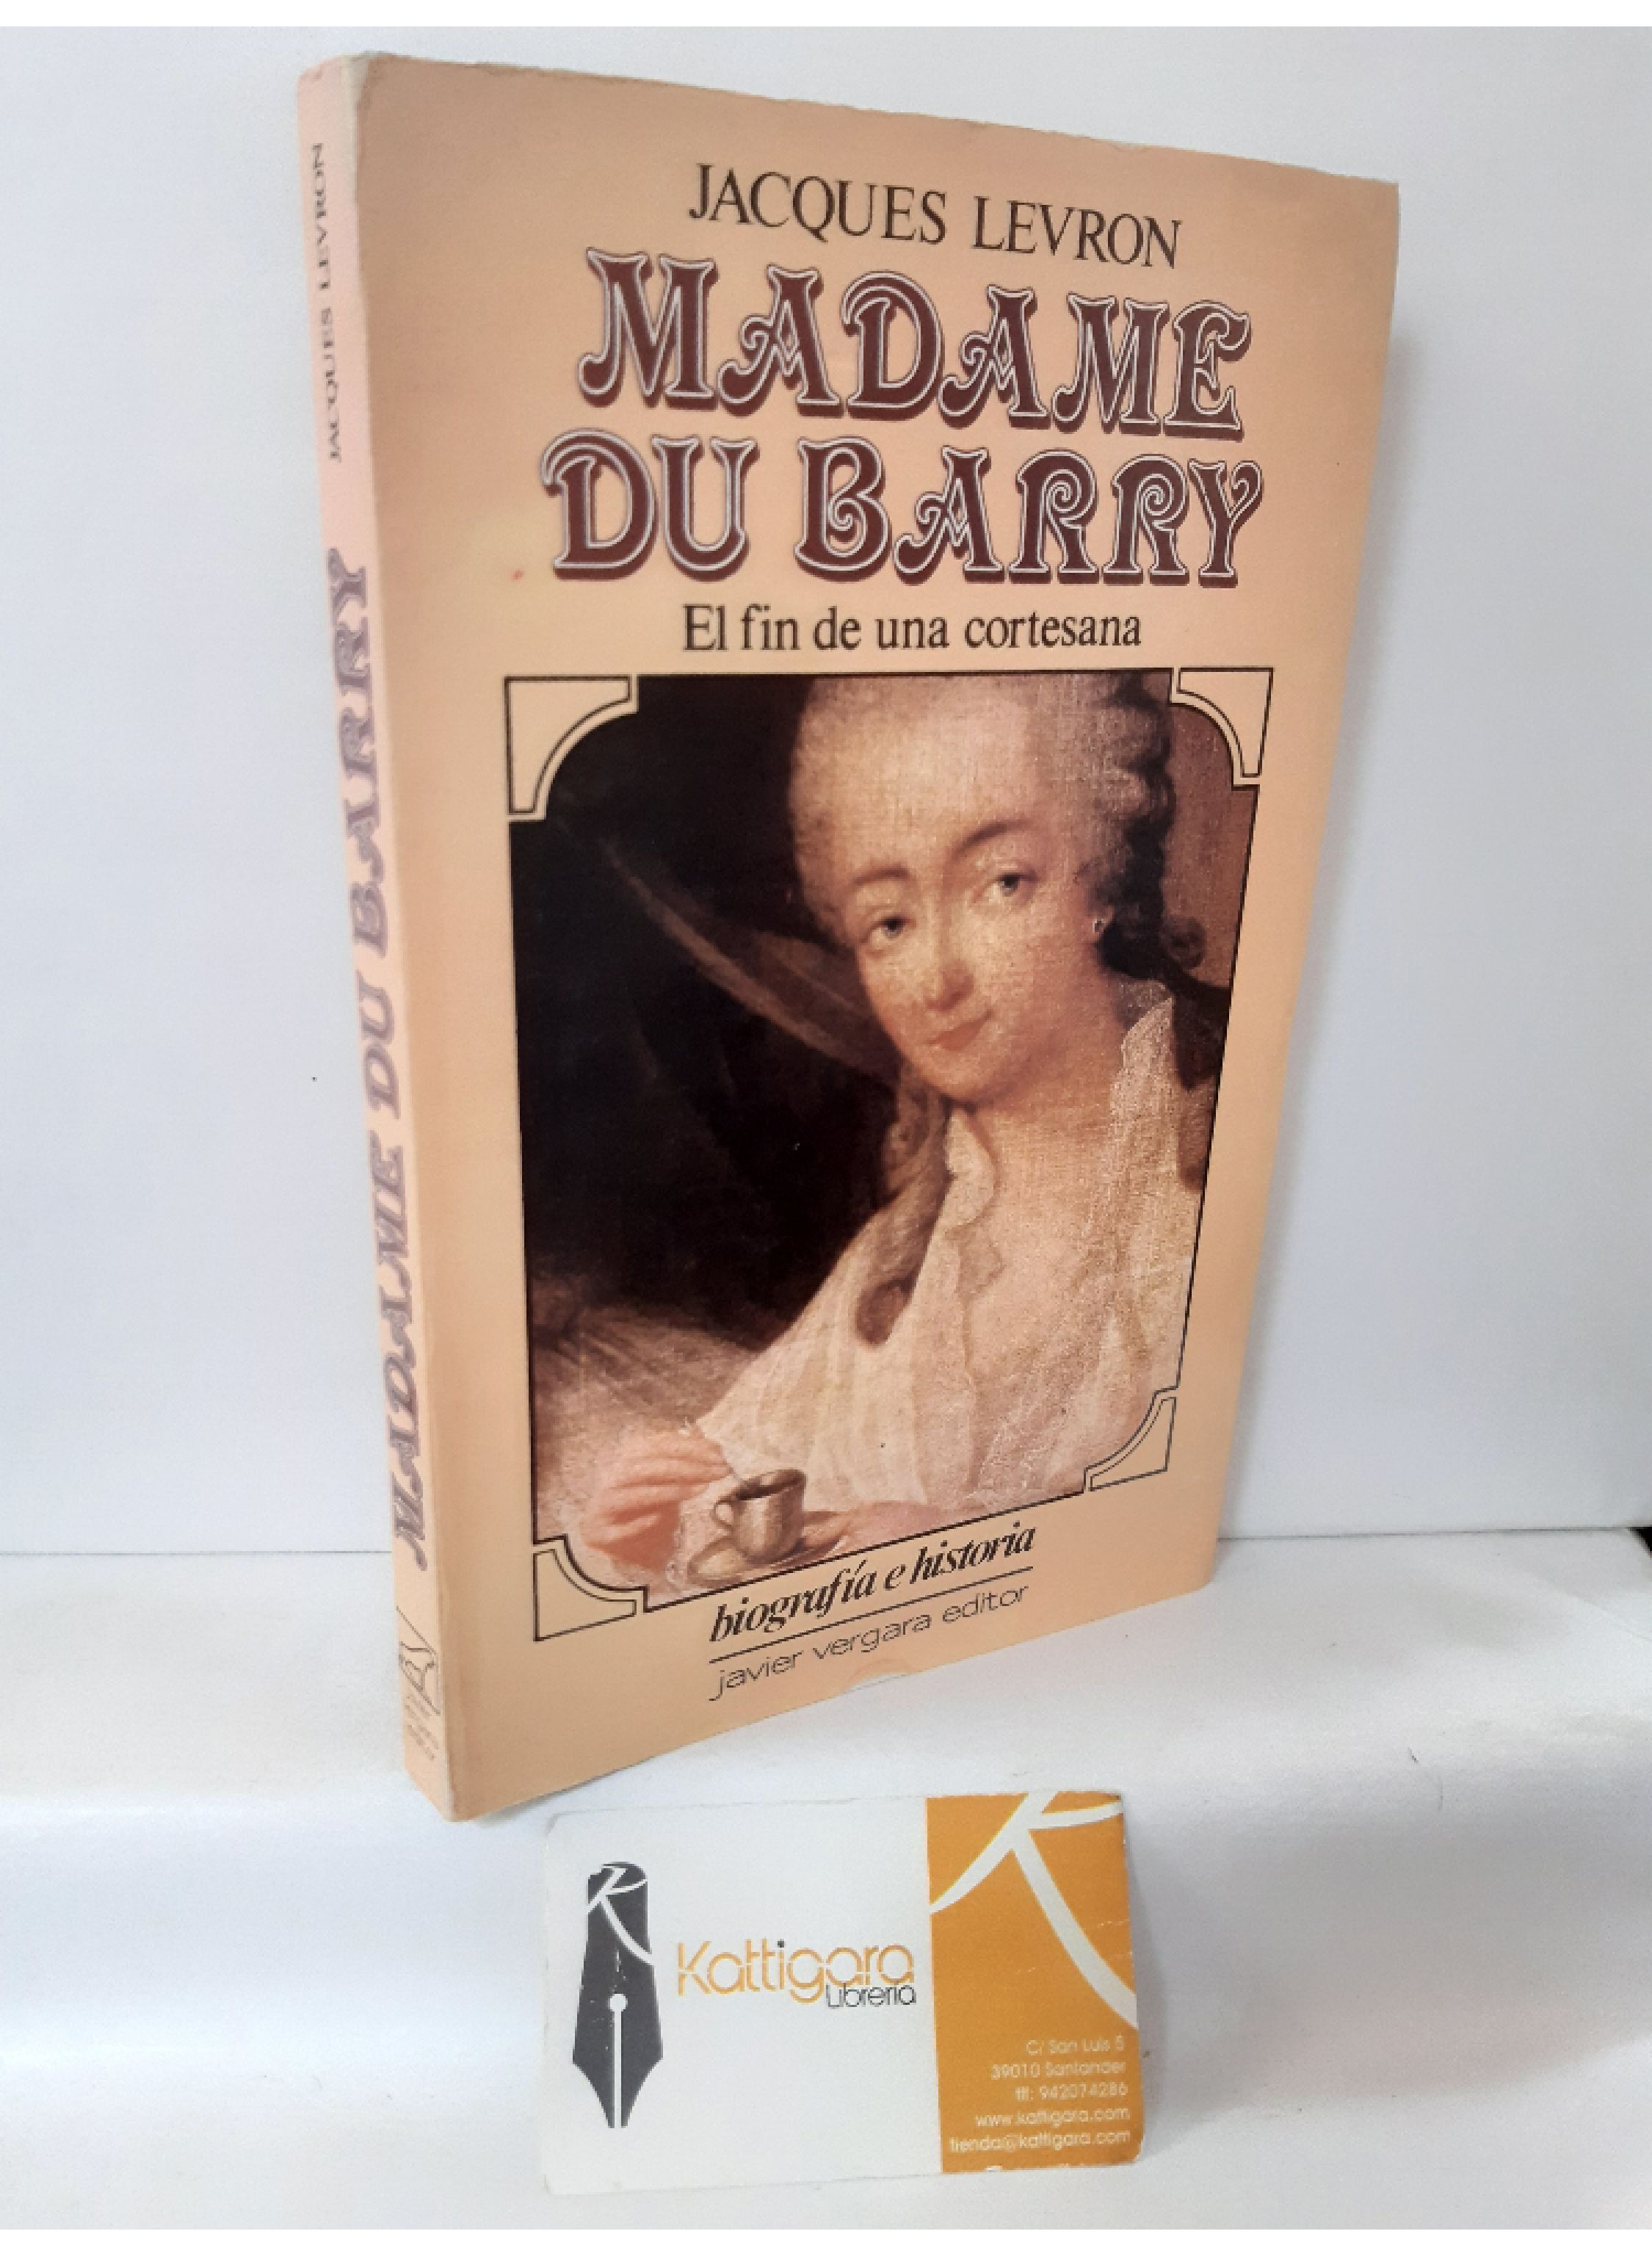 JACQUES LEVRON
MADAME DU BARRY
JACQUES LEVRON
MADAME
DU BARRY
El fin de una cortesana
biografía e historia
javier vergara editor
K
Kattigara
Librería
K
C/ San Luis 5
39010 Santander
tlf: 942074286
www.kattigara.com
tienda@kattigara.com